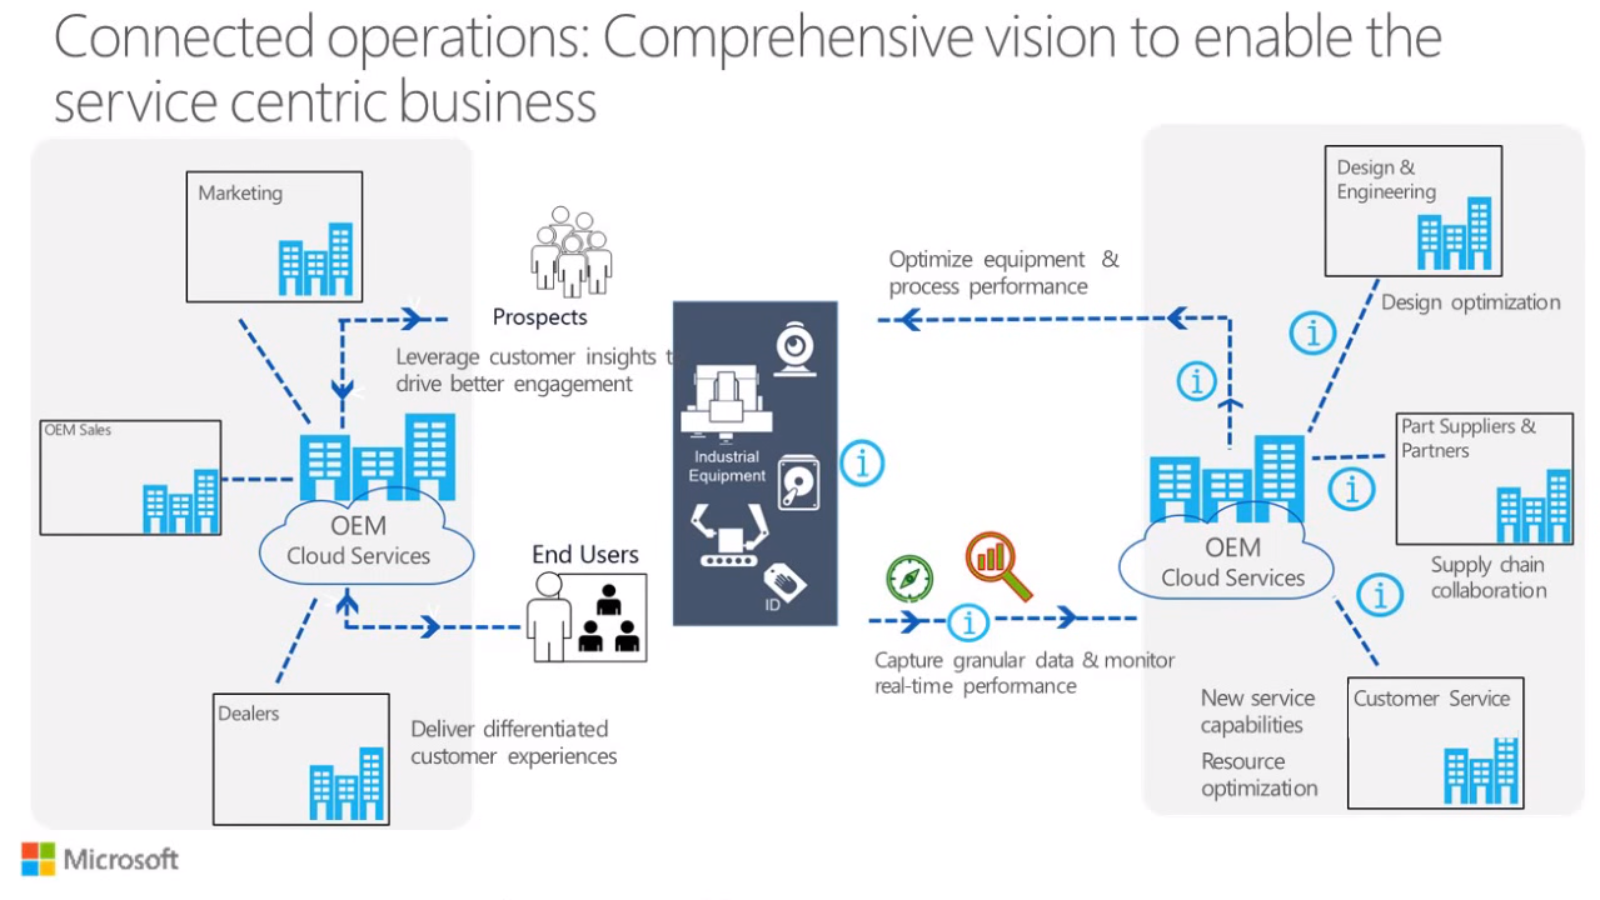 Connected operations: Comprehensive vision to enable the
service centric business
Marketing
Prospects
Leverage customer insights
drive better engagement
OEM Sales
OEM
Cloud Services
End Users
Dealers
Deliver differentiated
customer experiences
Industrial
Equipment
ID
Optimize equipment &
process performance
Capture granular data & monitor
real-time performance
Design &
Engineering
Design optimization
Part Suppliers &
Partners
OEM
Cloud Services
Supply chain
collaboration
New service
capabilities
Resource
optimization
Customer Service
Microsoft